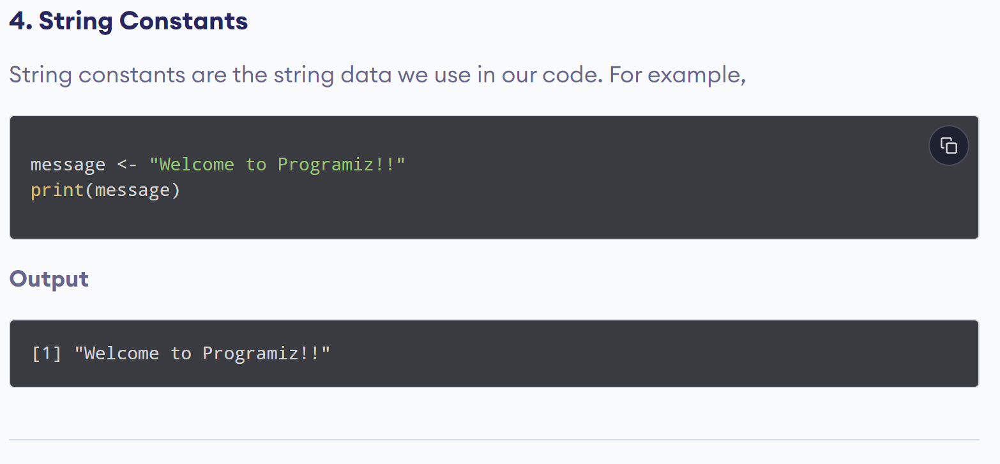 4. String Constants
String constants are the string data we use in our code. For example,
message <- "Welcome to Programiz!!"
print(message)
Output
[1] "Welcome to Programiz!!"